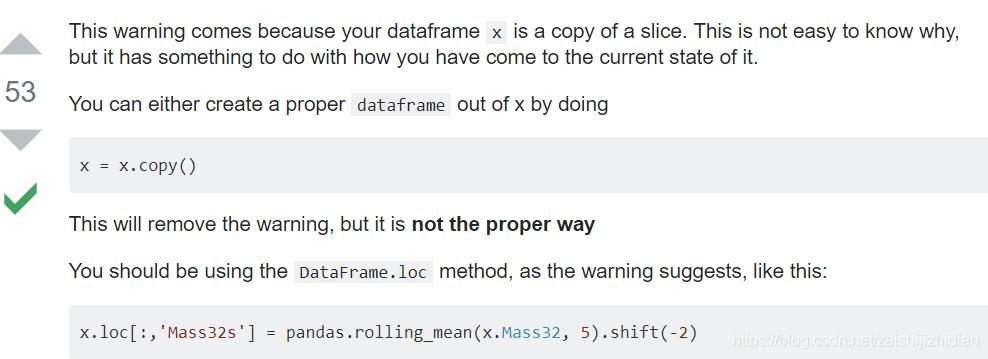 This warning comes because your dataframe x is a copy of a slice. This is not easy to know why,
but it has something to do with how you have come to the current state of it.
53
You can either create a proper dataframe out of x by doing
x = x.copy()
This will remove the warning, but it is not the proper way
You should be using the DataFrame.loc method, as the warning suggests, like this:
x.loc[:,'Mass32s'] = pandas.rolling_mean(x.Mass32, 5).shift(-2)
https://blog.csdn.net/zaishijizhidian